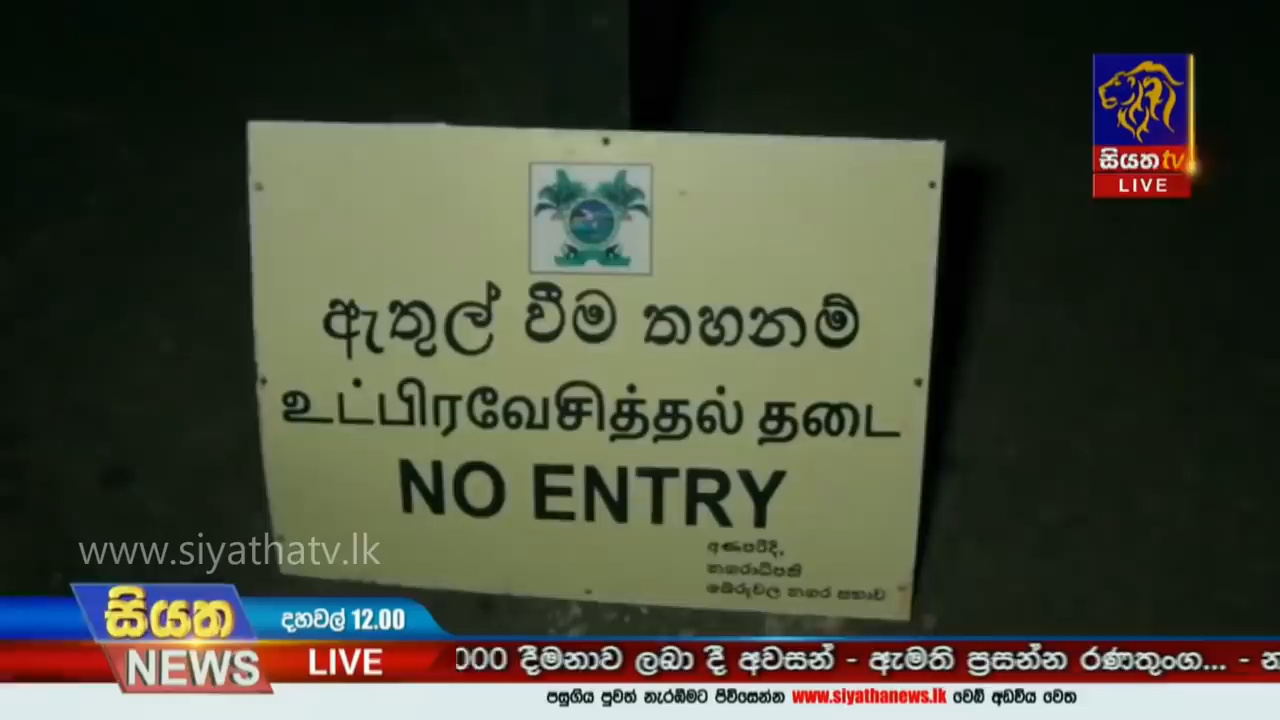 සියත tv
LIVE
ඇතුල් වීම තහනම්
உட்பிரவேசித்தல் தடை
NO ENTRY
අණපරිදි,
නගරාධිපති
බේරුවල නගර සභාව
www.siyathatv.lk
සියත
NEWS
දහවල් 12.00
LIVE
000 දීමනාව ලබා දී අවසන් - ඇමති ප්‍රසන්න රණතුංග... -
පසුගිය පුවත් නැරඹීමට පිවිසෙන්න www.siyathanews.lk වෙබ් අඩවිය වෙත